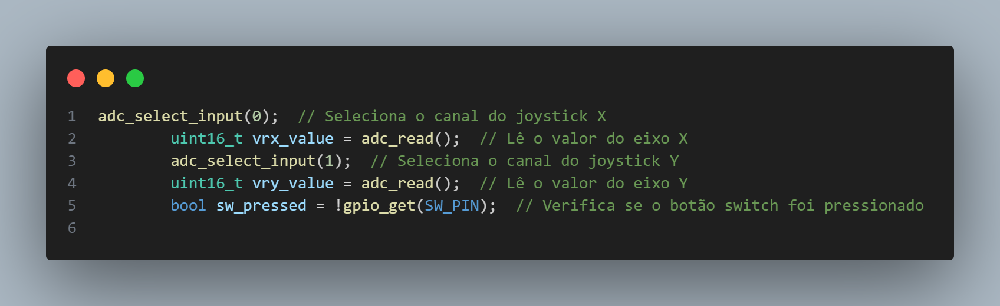 1 adc_select_input(0);  // Seleciona o canal do joystick X
2         uint16_t vrx_value = adc_read();  // Lê o valor do eixo X
3         adc_select_input(1);  // Seleciona o canal do joystick Y
4         uint16_t vry_value = adc_read();  // Lê o valor do eixo Y
5         bool sw_pressed = !gpio_get(SW_PIN);  // Verifica se o botão switch foi pressionado
6